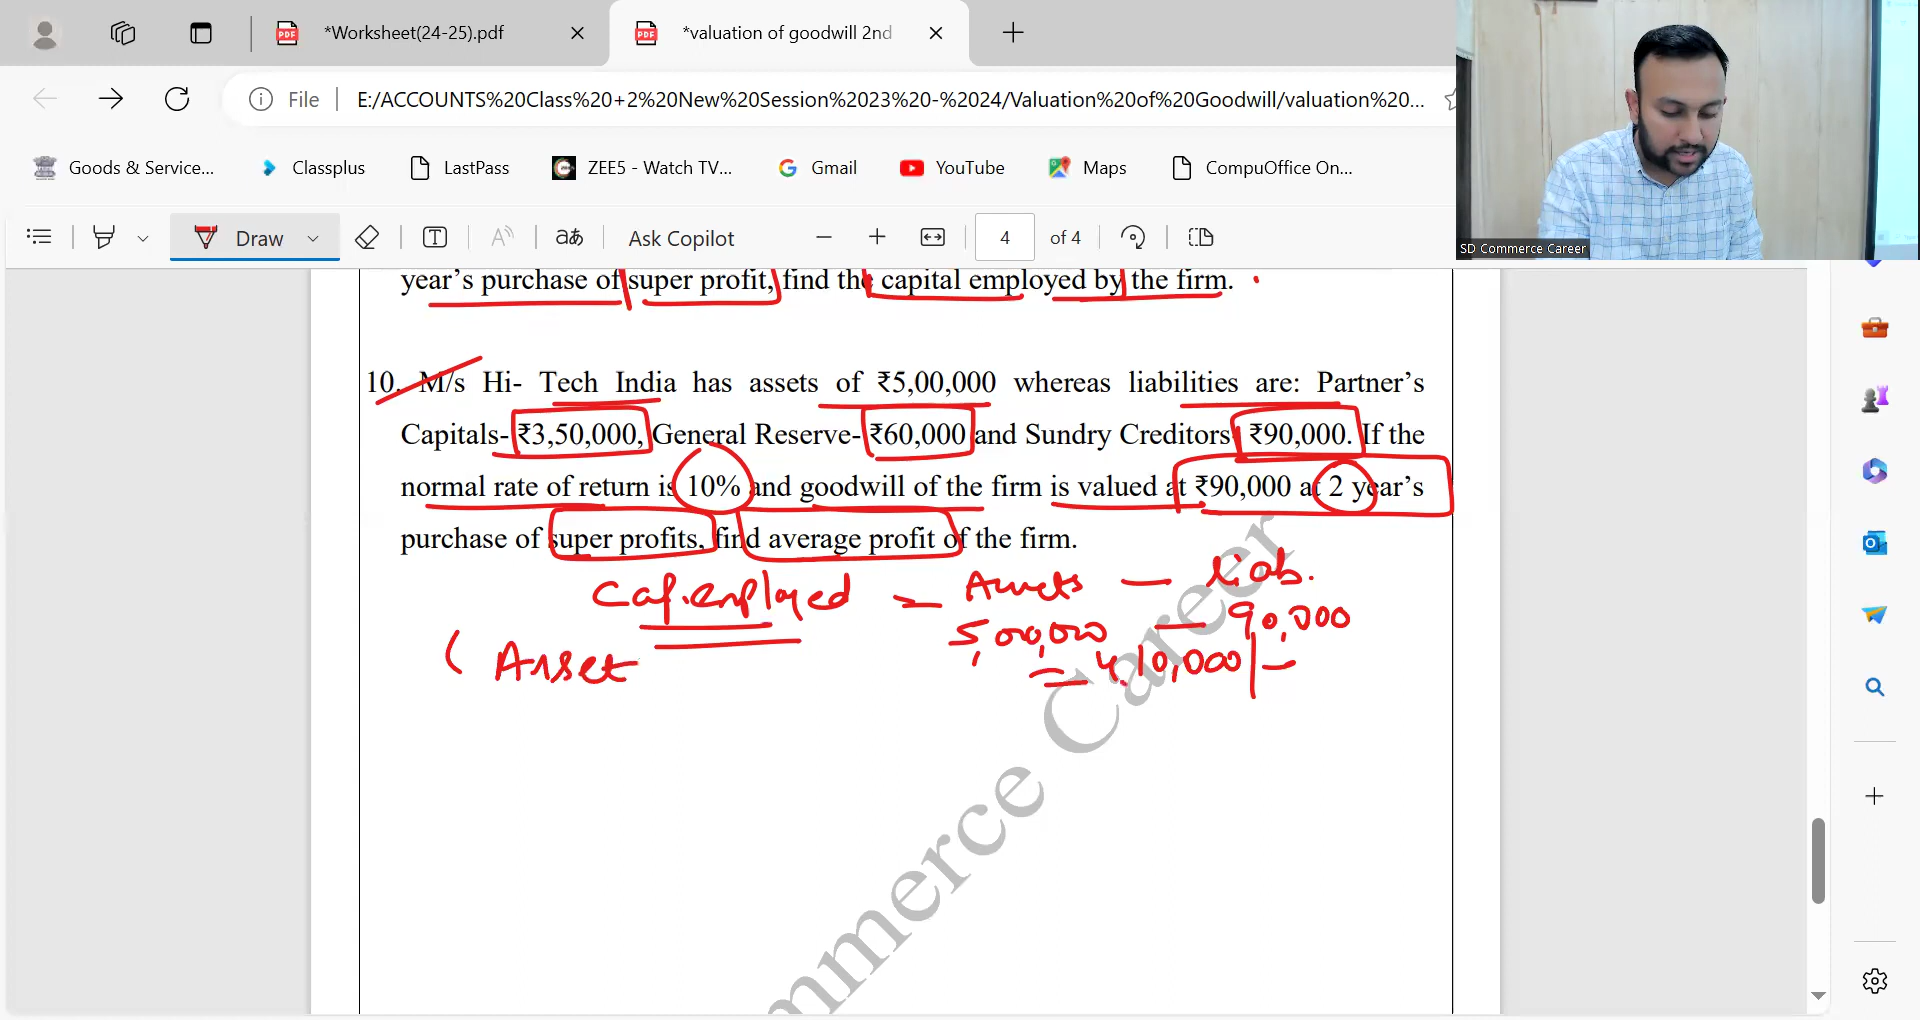 *Worksheet(24-25).pdf
*valuation of goodwill 2nd
File
E:/ACCOUNTS%20Class%20+2%20New%20Session%2023%20-%2024/Valuation%20of%20Goodwill/valuation%20...
Goods & Service...
Classplus
LastPass
ZEE5 - Watch TV...
Gmail
YouTube
Maps
CompuOffice On...
SD Commerce Career
Draw
T
A
aあ
Ask Copilot
4
of 4
year's purchase of super profit, find the capital employed by the firm.
10. M/s Hi- Tech India has assets of ₹5,00,000 whereas liabilities are: Partner's
Capitals- ₹3,50,000, General Reserve- ₹60,000 and Sundry Creditors ₹90,000. If the
normal rate of return is 10% and goodwill of the firm is valued at ₹90,000 at 2 year's
purchase of super profits, find average profit of the firm.
Cap.employed = Assets — liab.
5,00,000 — 90,000
= 4,10,000/-
( Asset
mmerce Career